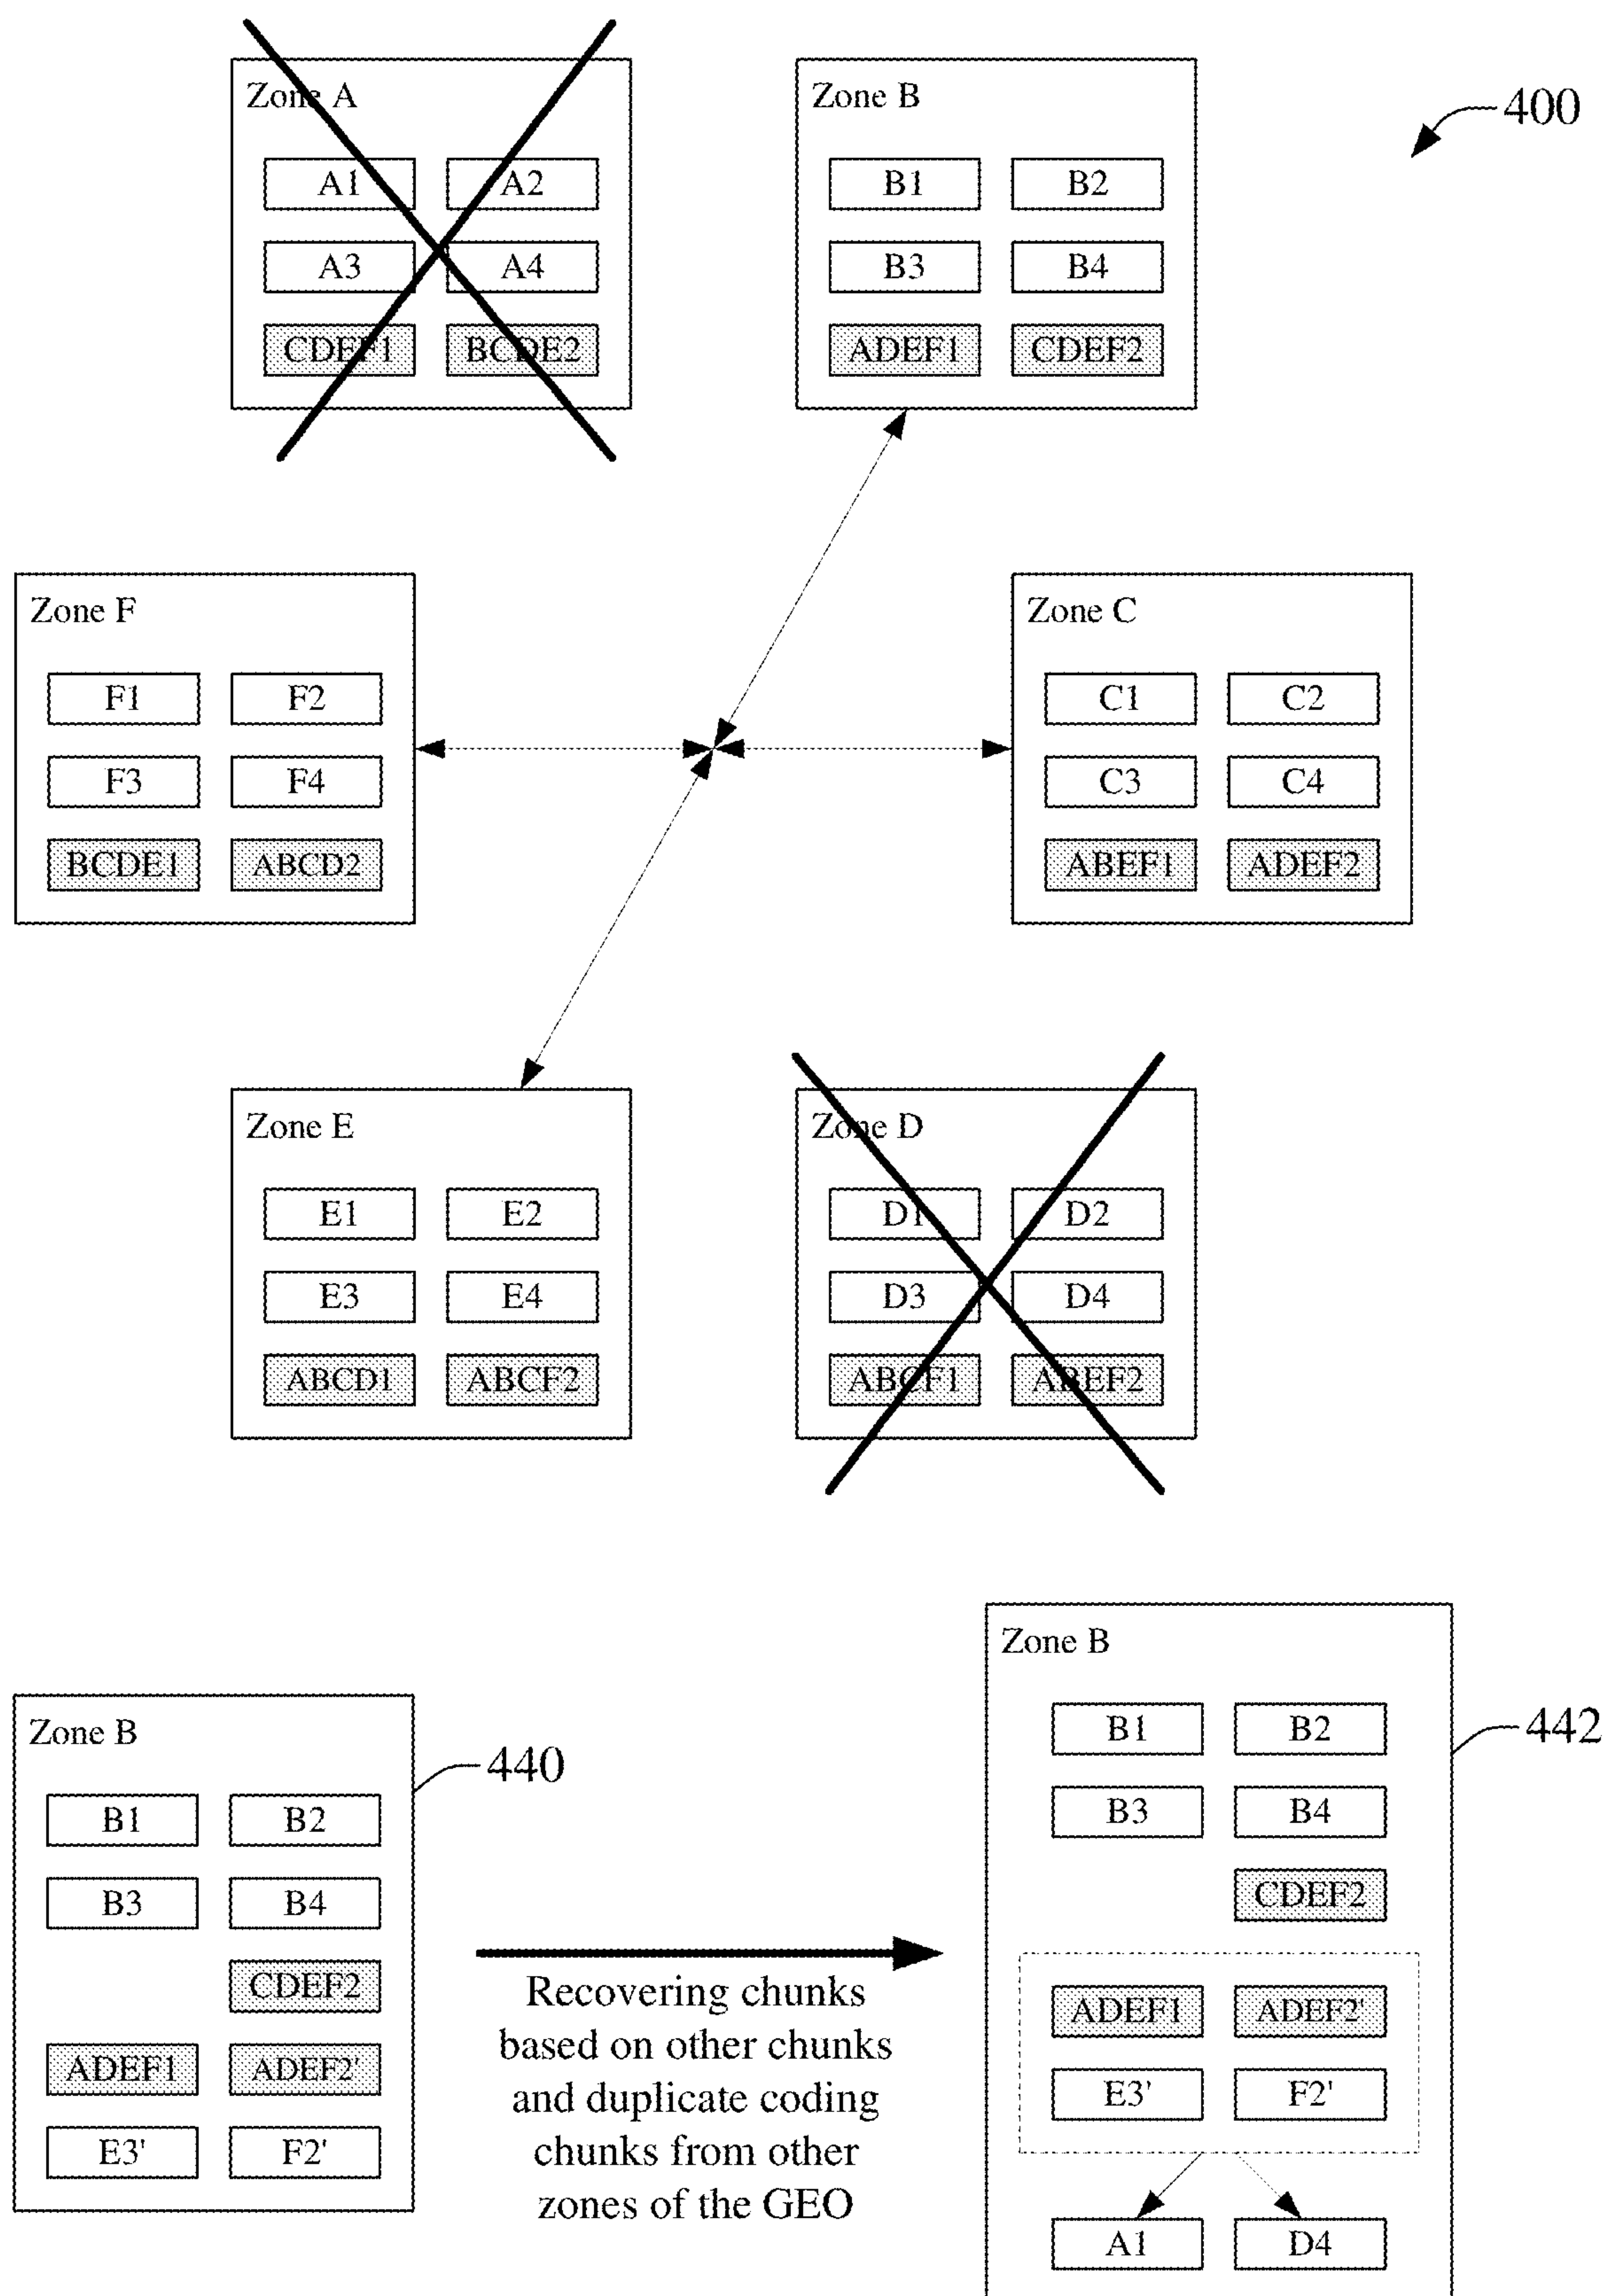 Zone A
A1 A2
A3 A4
CDEF1 BCDE2
Zone B
B1 B2
B3 B4
ADEF1 CDEF2
400
Zone F
F1 F2
F3 F4
BCDE1 ABCD2
Zone C
C1 C2
C3 C4
ABEF1 ADEF2
Zone E
E1 E2
E3 E4
ABCD1 ABCF2
Zone D
D1 D2
D3 D4
ABCF1 ABEF2
Zone B
440
B1 B2
B3 B4
CDEF2
ADEF1 ADEF2'
E3' F2'
Recovering chunks
based on other chunks
and duplicate coding
chunks from other
zones of the GEO
Zone B
442
B1 B2
B3 B4
CDEF2
ADEF1 ADEF2'
E3' F2'
A1 D4